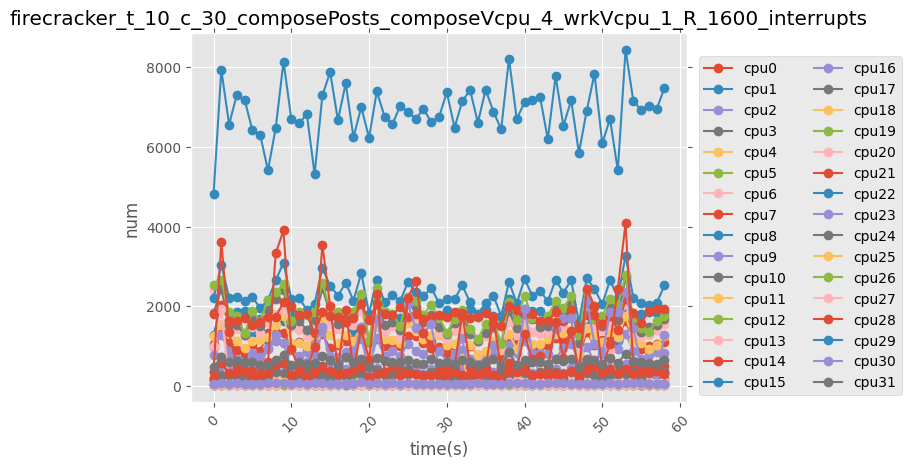 firecracker_t_10_c_30_composePosts_composeVcpu_4_wrkVcpu_1_R_1600_interrupts
num
8000
6000
4000
2000
0
0
10
20
30
40
50
60
time(s)
cpu0
cpu1
cpu2
cpu3
cpu4
cpu5
cpu6
cpu7
cpu8
cpu9
cpu10
cpu11
cpu12
cpu13
cpu14
cpu15
cpu16
cpu17
cpu18
cpu19
cpu20
cpu21
cpu22
cpu23
cpu24
cpu25
cpu26
cpu27
cpu28
cpu29
cpu30
cpu31